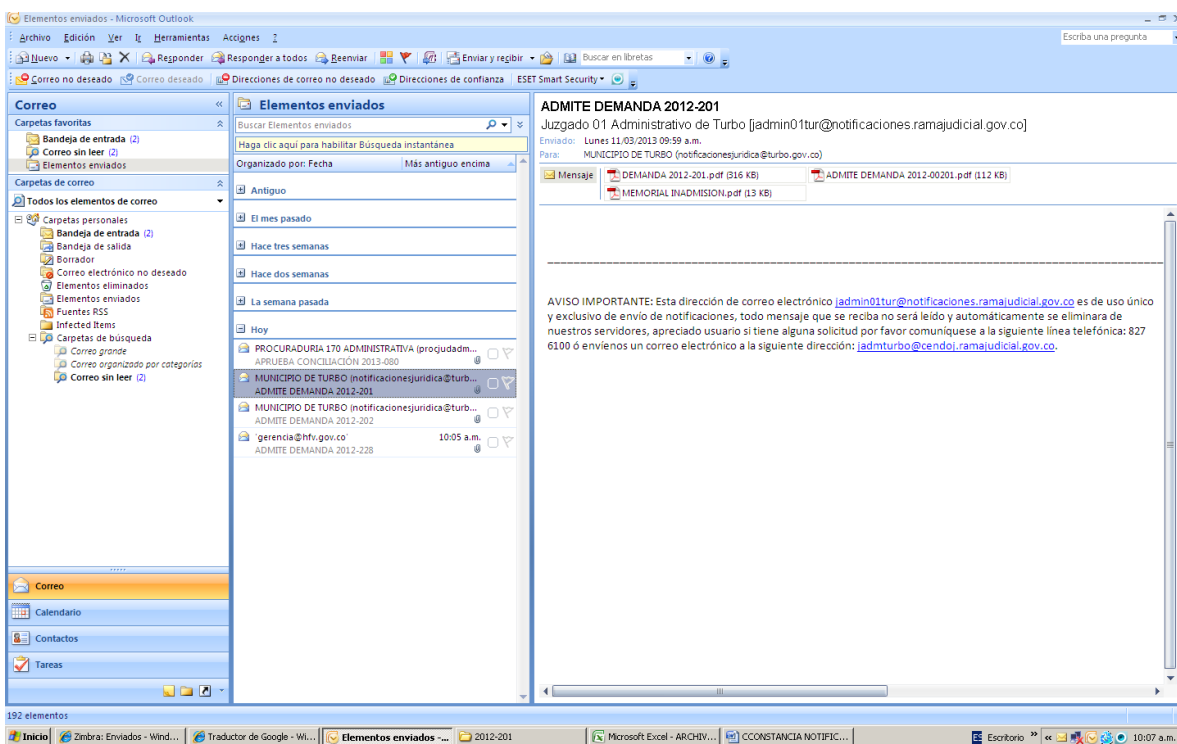 Elementos enviados - Microsoft Outlook
Archivo Edición Ver Ir Herramientas Acciones ?
Escriba una pregunta
Nuevo Responder Responder a todos Reenviar Enviar y recibir Buscar en libretas
Correo no deseado Correo deseado Direcciones de correo no deseado Direcciones de confianza ESET Smart Security
Correo
Carpetas favoritas
Bandeja de entrada (2)
Correo sin leer (2)
Elementos enviados
Carpetas de correo
Todos los elementos de correo
Carpetas personales
Bandeja de entrada (2)
Bandeja de salida
Borrador
Correo electrónico no deseado
Elementos eliminados
Elementos enviados
Fuentes RSS
Infected Items
Carpetas de búsqueda
Correo grande
Correo organizado por categorías
Correo sin leer (2)
Correo
Calendario
Contactos
Tareas
Elementos enviados
Buscar Elementos enviados
Haga clic aquí para habilitar Búsqueda instantánea
Organizado por: Fecha Más antiguo encima
Antiguo
El mes pasado
Hace tres semanas
Hace dos semanas
La semana pasada
Hoy
PROCURADURIA 170 ADMINISTRATIVA (procjudadm...
APRUEBA CONCILIACIÓN 2013-080
MUNICIPIO DE TURBO (notificacionesjuridica@turb...
ADMITE DEMANDA 2012-201
MUNICIPIO DE TURBO (notificacionesjuridica@turb...
ADMITE DEMANDA 2012-202
'gerencia@hfv.gov.co' 10:05 a.m.
ADMITE DEMANDA 2012-228
ADMITE DEMANDA 2012-201
Juzgado 01 Administrativo de Turbo [jadmin01tur@notificaciones.ramajudicial.gov.co]
Enviado: Lunes 11/03/2013 09:59 a.m.
Para: MUNICIPIO DE TURBO (notificacionesjuridica@turbo.gov.co)
Mensaje DEMANDA 2012-201.pdf (316 KB) ADMITE DEMANDA 2012-00201.pdf (112 KB)
MEMORIAL INADMISION.pdf (13 KB)
AVISO IMPORTANTE: Esta dirección de correo electrónico jadmin01tur@notificaciones.ramajudicial.gov.co es de uso único
y exclusivo de envío de notificaciones, todo mensaje que se reciba no será leído y automáticamente se eliminara de
nuestros servidores, apreciado usuario si tiene alguna solicitud por favor comuníquese a la siguiente línea telefónica: 827
6100 ó envíenos un correo electrónico a la siguiente dirección: jadmturbo@cendoj.ramajudicial.gov.co.
192 elementos
Inicio Zimbra: Enviados - Wind... Traductor de Google - Wi... Elementos enviados -... 2012-201 Microsoft Excel - ARCHIV... CCONSTANCIA NOTIFIC... ES Escritorio 10:07 a.m.